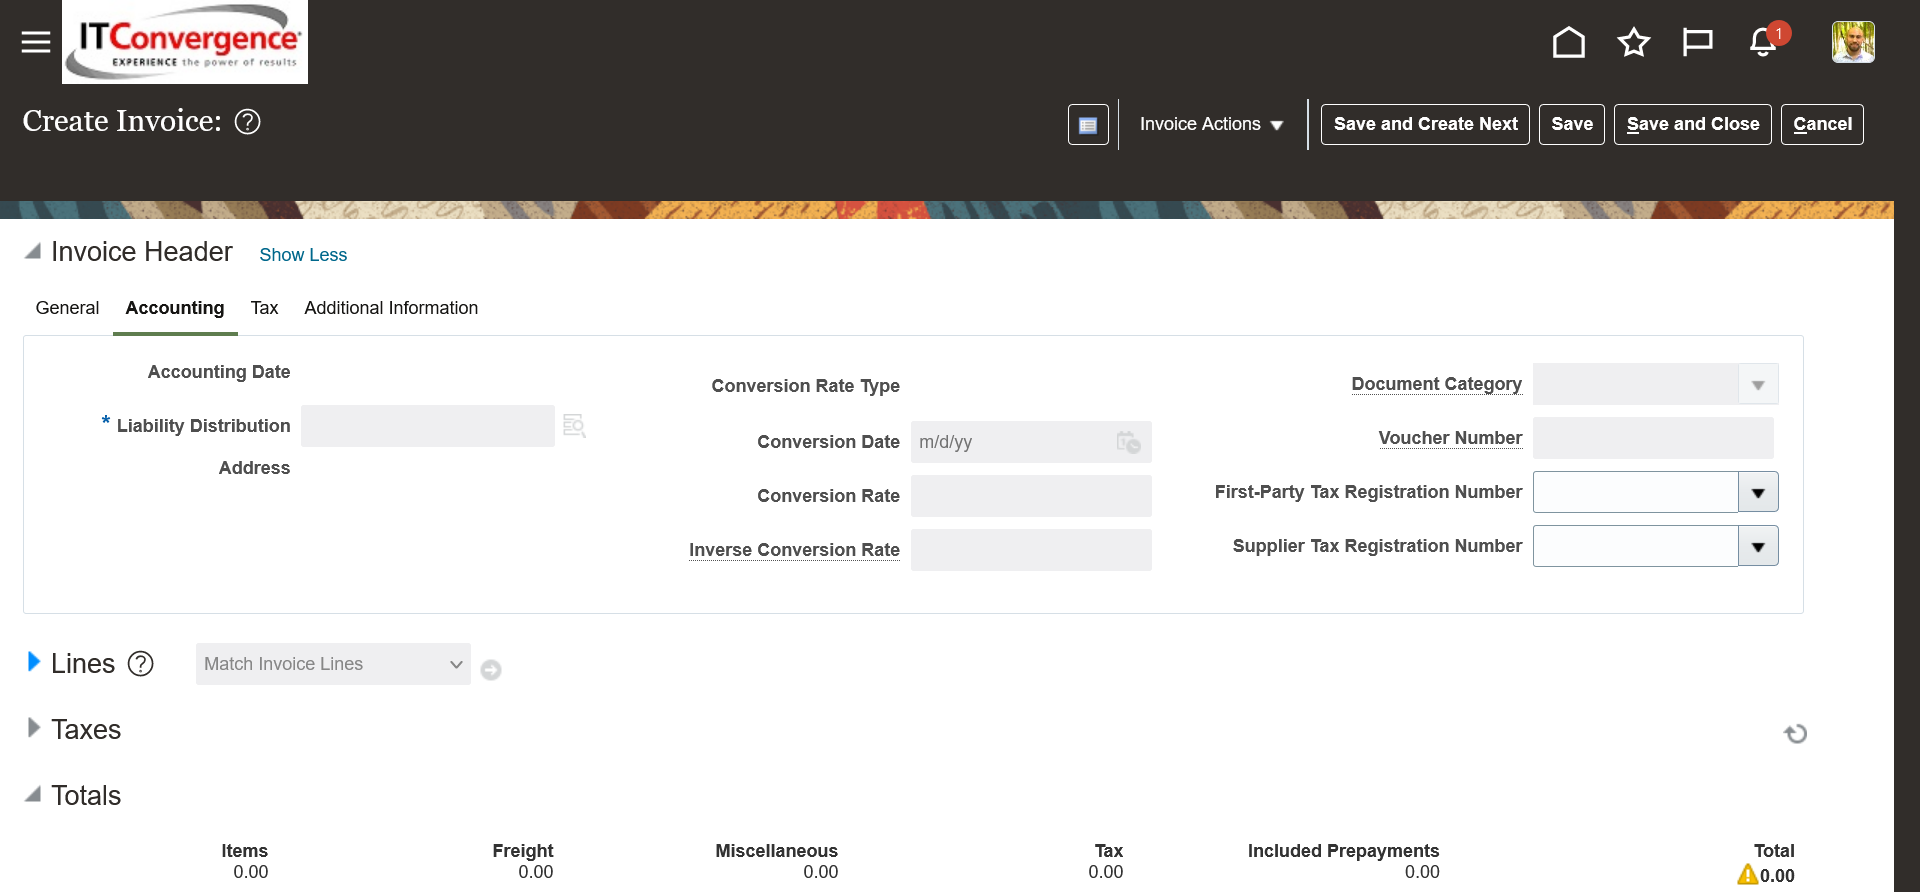 ITConvergence
EXPERIENCE the power of results
1
Create Invoice: ?
Invoice Actions
Save and Create Next
Save
Save and Close
Cancel
Invoice Header
Show Less
General
Accounting
Tax
Additional Information
Accounting Date
* Liability Distribution
Address
Conversion Rate Type
Conversion Date
m/d/yy
Conversion Rate
Inverse Conversion Rate
Document Category
Voucher Number
First-Party Tax Registration Number
Supplier Tax Registration Number
Lines ?
Match Invoice Lines
Taxes
Totals
Items Freight Miscellaneous Tax Included Prepayments Total
0.00 0.00 0.00 0.00 0.00 0.00